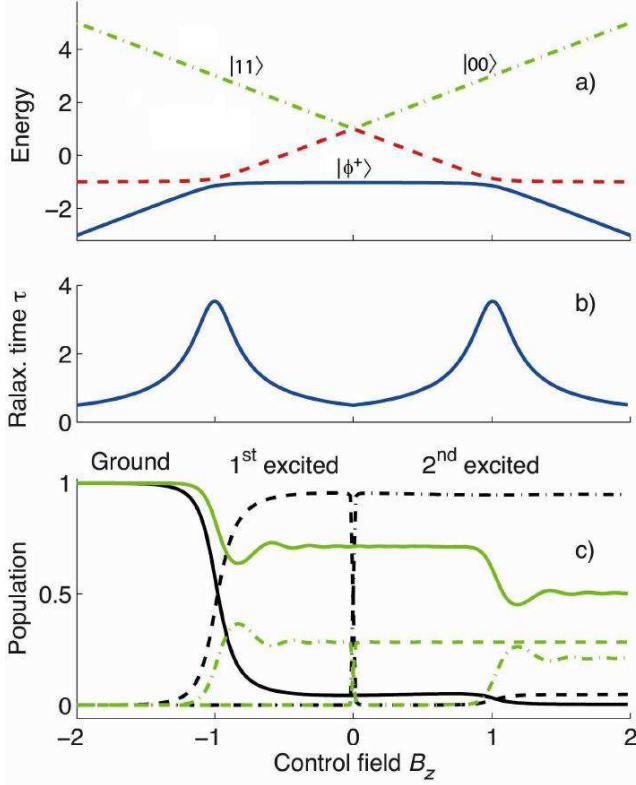 4
|11⟩
|00⟩
a)
2
Energy
0
|ϕ⁺⟩
−2
4
b)
Ralax. time τ
2
0
Ground
1ˢᵗ excited
2ⁿᵈ excited
1
c)
Population
0.5
0
−2
−1
0
1
2
Control field B_z